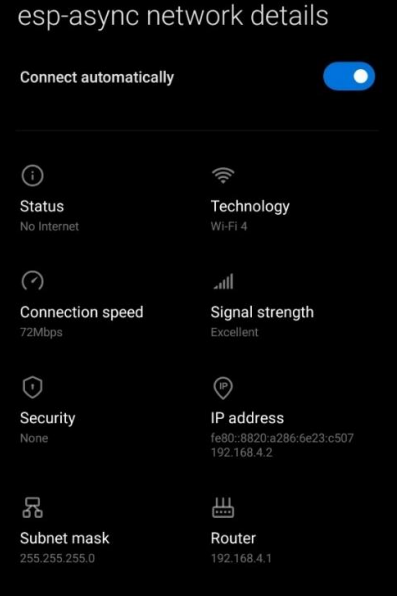 esp-async network details
Connect automatically
Status
No Internet
Technology
Wi-Fi 4
Connection speed
72Mbps
Signal strength
Excellent
Security
None
IP address
fe80::8820:a286:6e23:c507
192.168.4.2
Subnet mask
255.255.255.0
Router
192.168.4.1